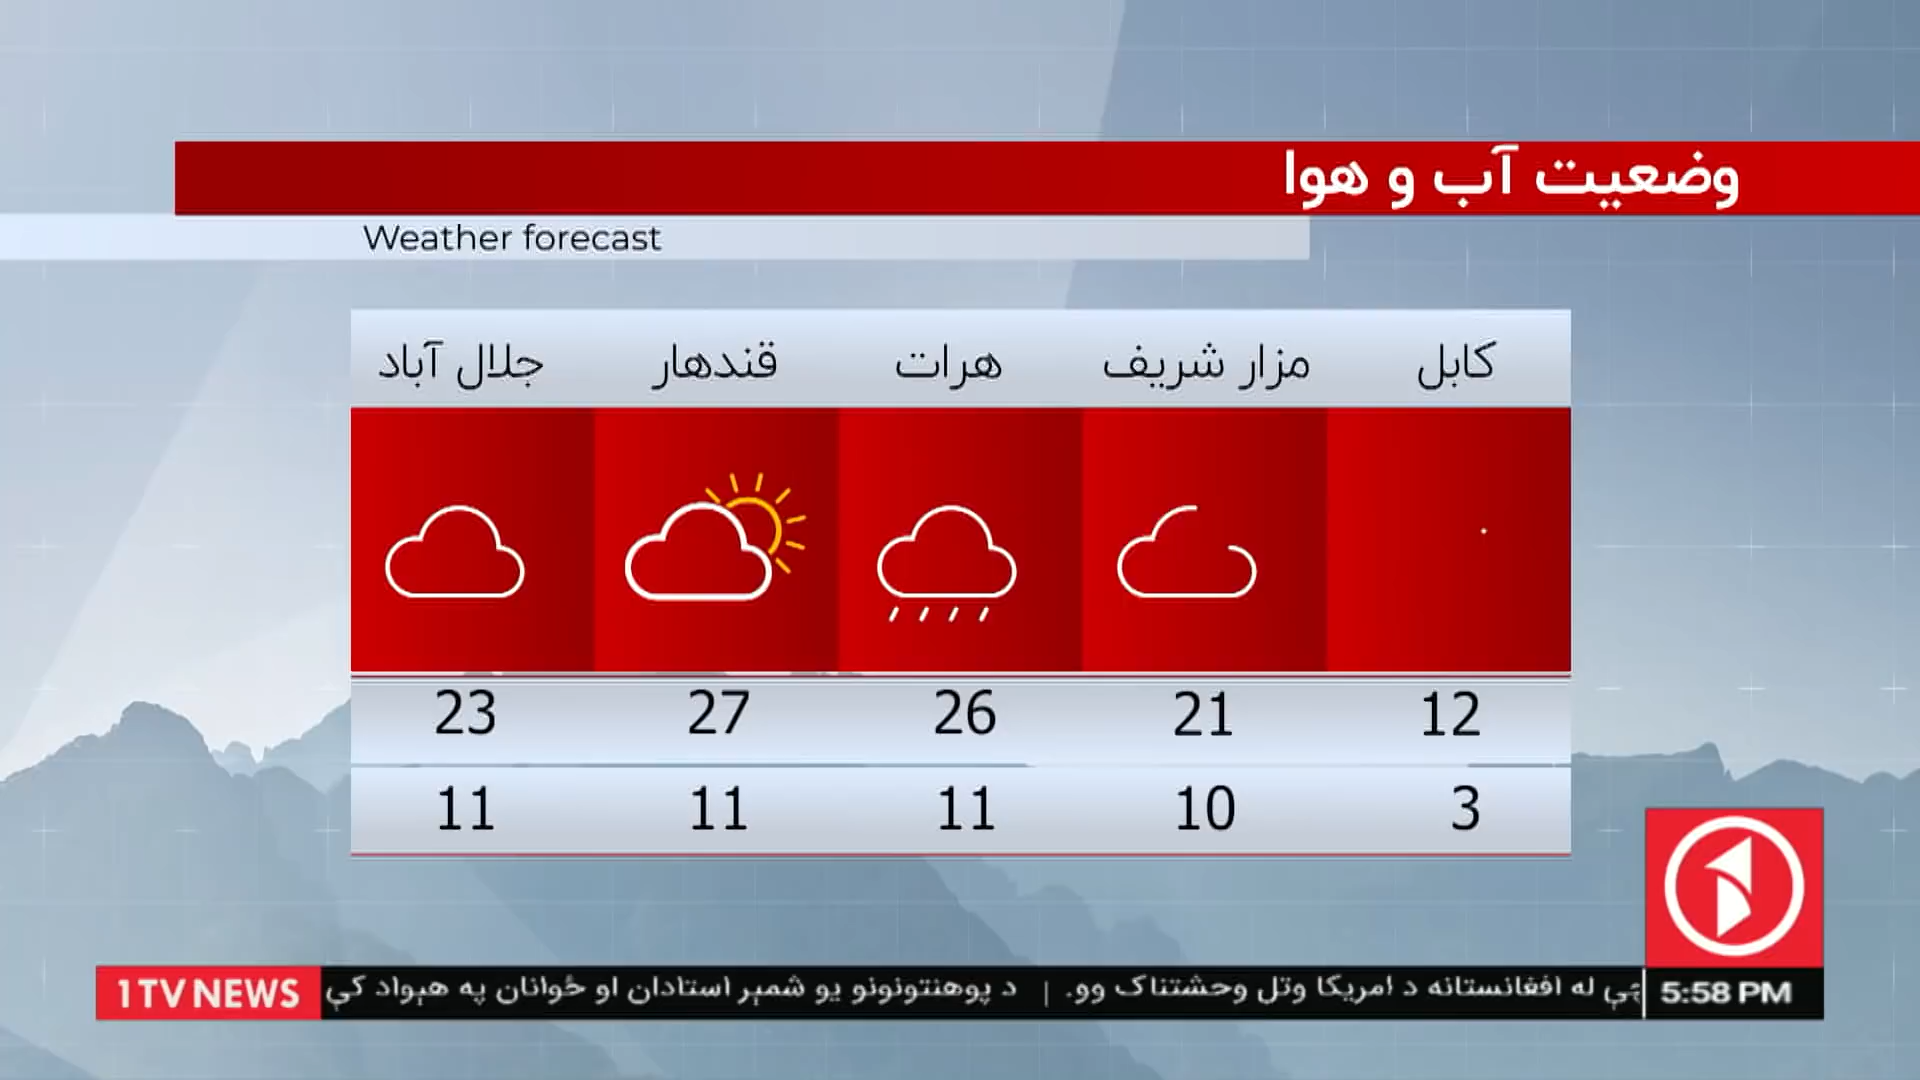 وضعیت آب و هوا
Weather forecast
کابل مزار شریف هرات قندهار جلال آباد
12 21 26 27 23
3 10 11 11 11
1TV NEWS
چې له افغانستانه د امریکا وتل وحشتناک وو. | د پوهنتونونو یو شمېر استادان او ځوانان په هېواد کې
5:58 PM